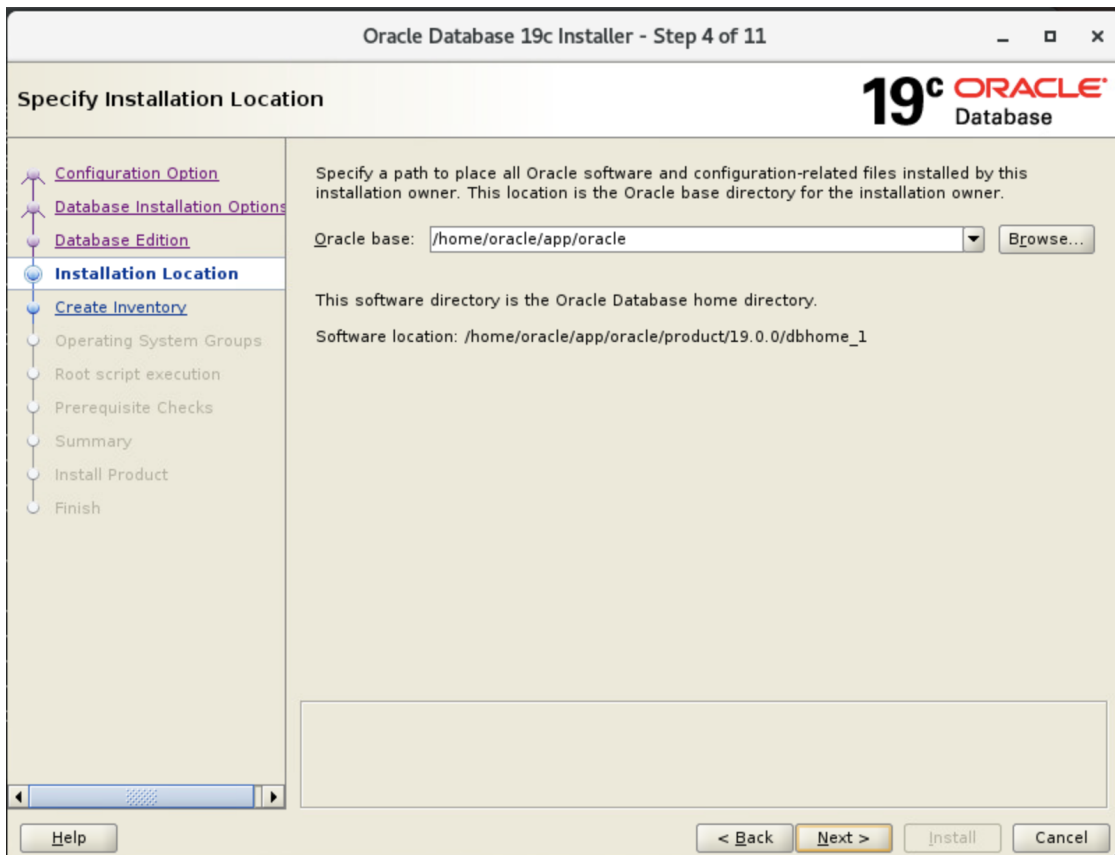 Oracle Database 19c Installer - Step 4 of 11
Specify Installation Location
19c ORACLE
Database
Configuration Option
Database Installation Options
Database Edition
Installation Location
Create Inventory
Operating System Groups
Root script execution
Prerequisite Checks
Summary
Install Product
Finish
Specify a path to place all Oracle software and configuration-related files installed by this
installation owner. This location is the Oracle base directory for the installation owner.
Oracle base: /home/oracle/app/oracle Browse...
This software directory is the Oracle Database home directory.
Software location: /home/oracle/app/oracle/product/19.0.0/dbhome_1
Help < Back Next > Install Cancel